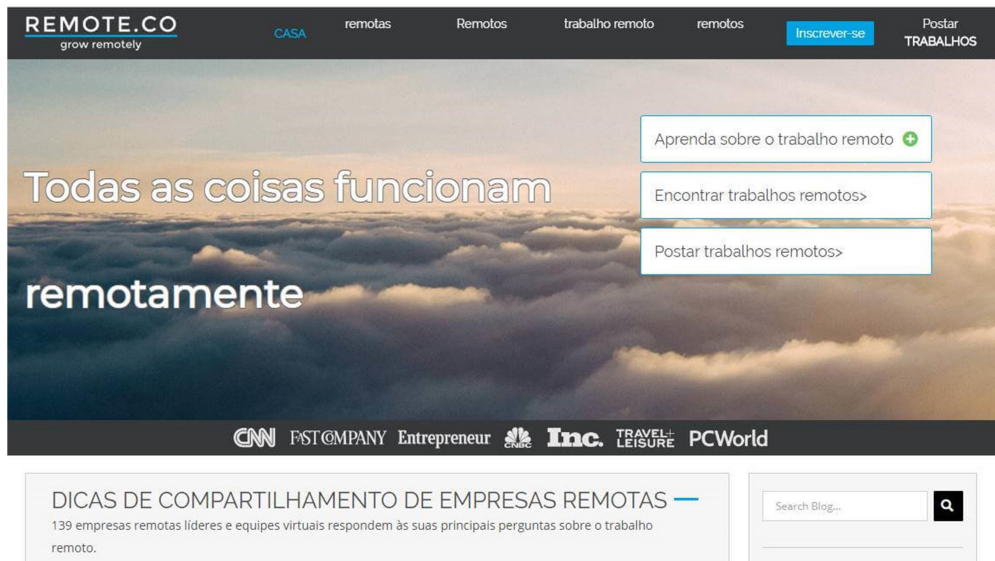 REMOTE.CO
grow remotely
CASA
remotas
Remotos
trabalho remoto
remotos
Inscrever-se
Postar
TRABALHOS
Todas as coisas funcionam
remotamente
Aprenda sobre o trabalho remoto
Encontrar trabalhos remotos>
Postar trabalhos remotos>
CNN FAST COMPANY Entrepreneur CNBC Inc. TRAVEL+ LEISURE PCWorld
DICAS DE COMPARTILHAMENTO DE EMPRESAS REMOTAS
139 empresas remotas líderes e equipes virtuais respondem às suas principais perguntas sobre o trabalho
remoto.
Search Blog...